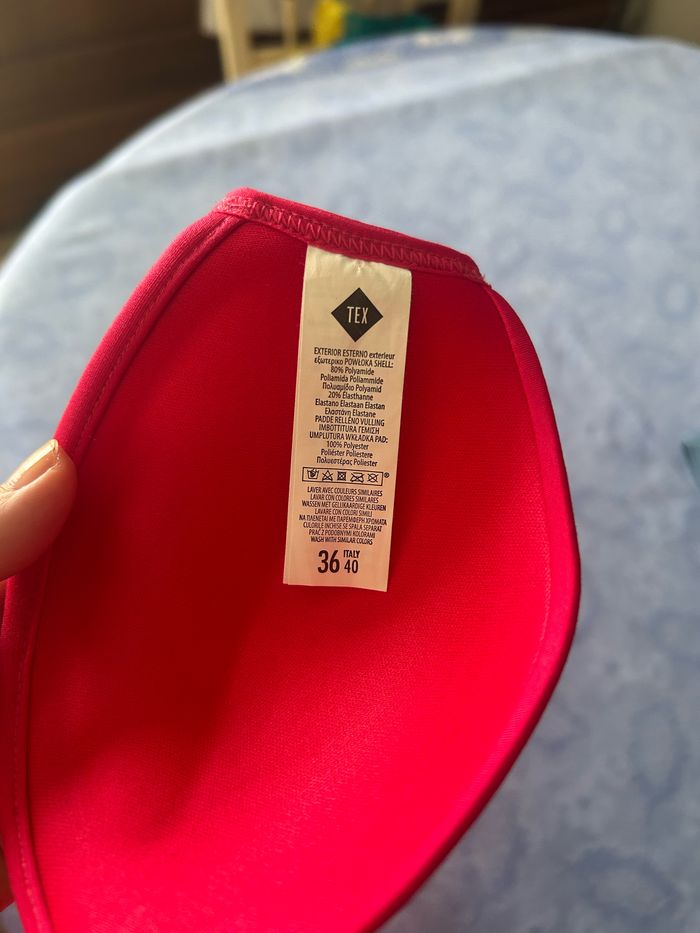 TEX
EXTERIOR ESTERNO exterieur
εξωτερικο POWŁOKA SHELL:
80% Polyamide
Poliamida Poliammide
Πολυαμίδιο Polyamid
20% Elasthanne
Elastano Elastaan Elastan
Ελαστάνη Elastane
PADDE RELLENO VULLING
IMBOTTITURA ΓΕΜΙΣΗ
UMPLUTURA WKŁADKA PAD:
100% Polyester
Poliéster Poliestere
Πολυεστέρας Poliester
®
LAVER AVEC COULEURS SIMILAIRES
LAVAR CON COLORES SIMILARES
WASSEN MET GELIJKAARDIGE KLEUREN
LAVARE CON COLORI SIMILI
ΝΑ ΠΛΕΝΕΤΑΙ ΜΕ ΠΑΡΕΜΦΕΡΗ ΧΡΩΜΑΤΑ
CULORILE INCHISE SE SPALA SEPARAT
PRAĆ Z PODOBNYMI KOLORAMI
WASH WITH SIMILAR COLORS
36 ITALY 40